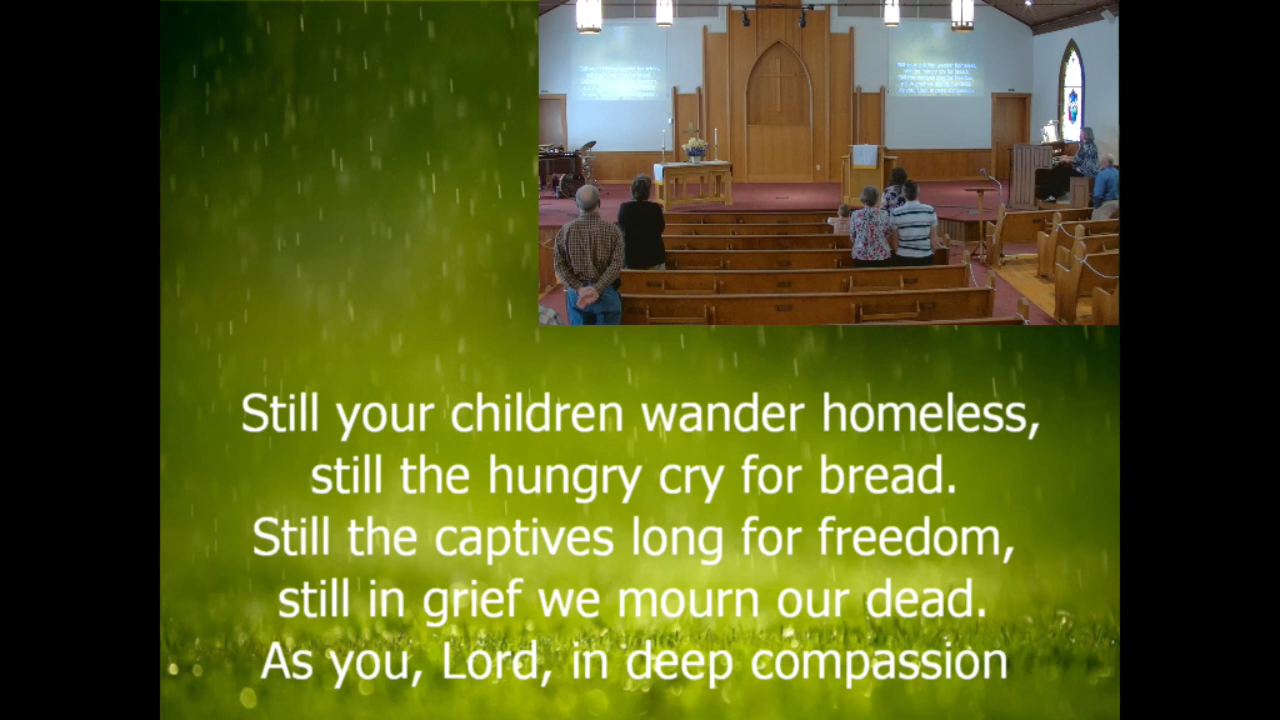 Still your children wander homeless,
still the hungry cry for bread.
Still the captives long for freedom,
still in grief we mourn our dead.
As you, Lord, in deep compassion